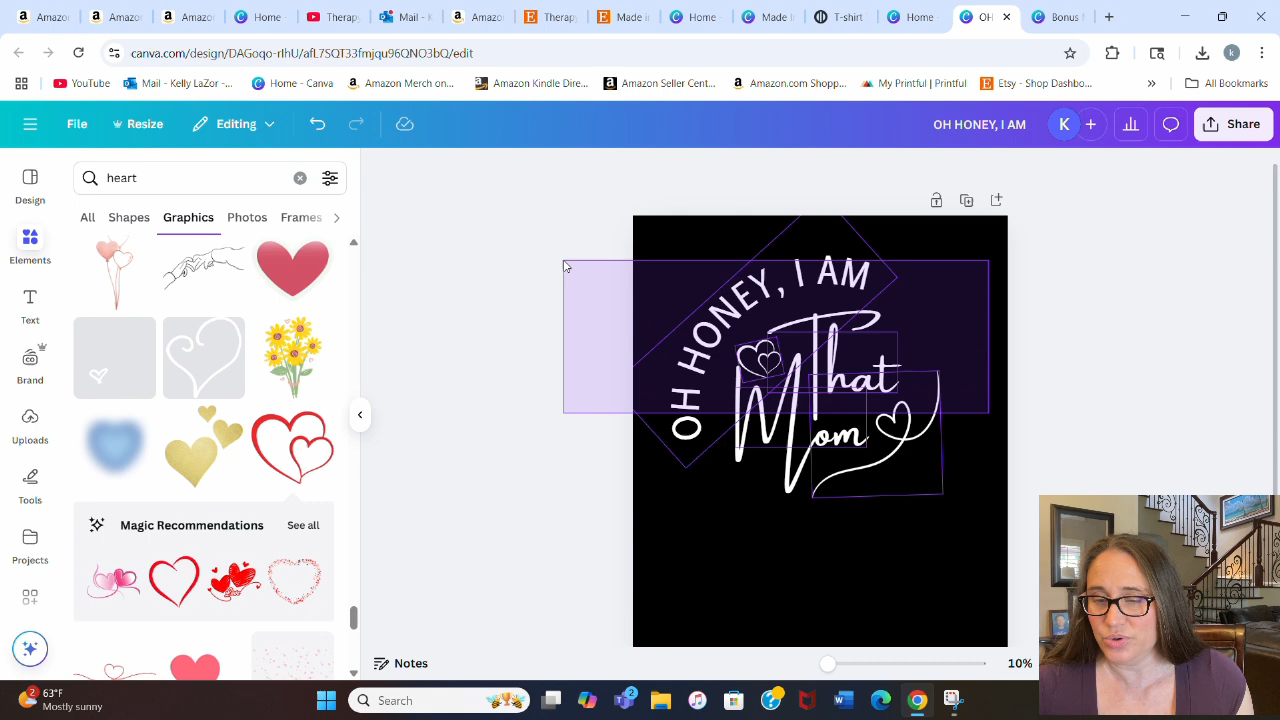 Home -
Therapy
Mail - K
Amazon
Therapy
Made in
Home
Made In
T-shirt
Home -
OH
Bonus
canva.com/design/DAGoqo-rlhU/afL7SQT33fmjqu96QNO3bQ/edit
k
YouTube
Mail - Kelly LaZor -...
Home - Canva
Amazon Merch on...
Amazon Kindle Dire...
Amazon Seller Cent...
Amazon.com Shopp...
My Printful | Printful
Etsy - Shop Dashbo...
All Bookmarks
File
Resize
Editing
OH HONEY, I AM
K
Share
Design
Elements
Text
Brand
Uploads
Tools
Projects
heart
All
Shapes
Graphics
Photos
Frames
Magic Recommendations
See all
Love
OH HONEY, I AM
That
Mom
Notes
10%
2
63°F
Mostly sunny
Search
2